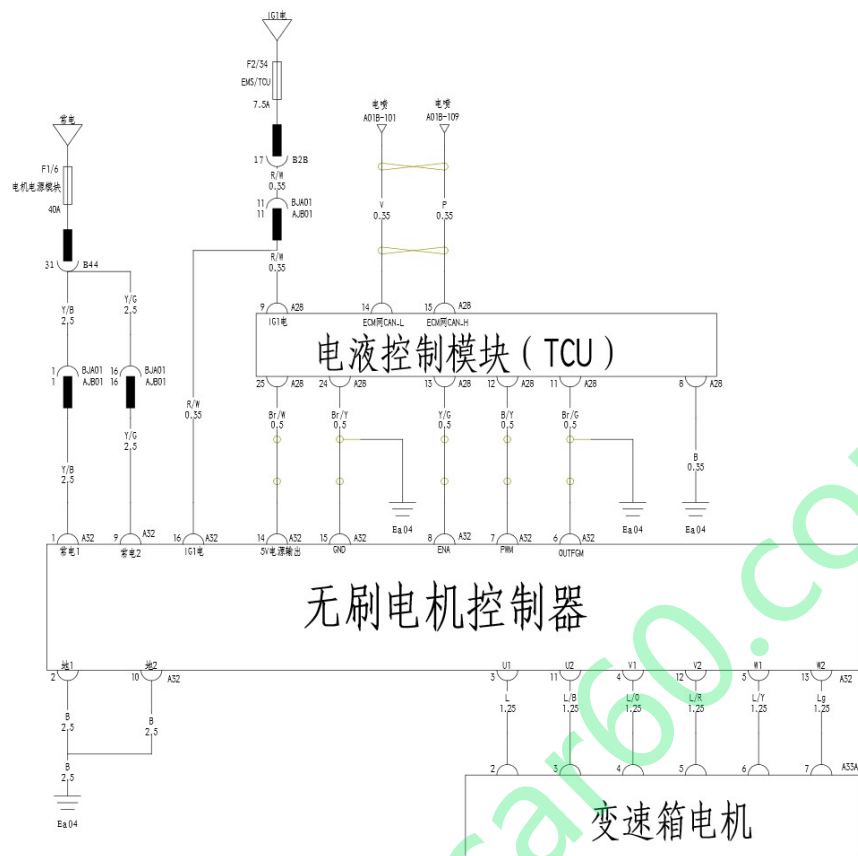 IG1电
F2/34
EMS/TCU
7.5A
电喷
A01B-101
电喷
A01B-109
常电
F1/6
电机电源模块
40A
17 B2B
R/W
0.35
11 BJA01
11 AJB01
V
0.35
P
0.35
31 B44
R/W
0.35
Y/B
2.5
Y/G
2.5
9 A28
14
15 A28
IG1电
ECM网CAN-L
ECM网CAN-H
电液控制模块(TCU)
1 BJA01
1 AJB01
16 BJA01
16 AJB01
25 A28
24 A28
13 A28
12 A28
11 A28
8 A28
R/W
0.35
Br/W
0.5
Br/Y
0.5
Y/G
0.5
B/Y
0.5
Br/G
0.5
Y/G
2.5
Y/B
2.5
B
0.35
Ea04
Ea04
Ea04
1 A32
9 A32
16 A32
14 A32
15 A32
8 A32
7 A32
6 A32
常电1
常电2
IG1电
5V电源输出
GND
ENA
PWM
OUTFGM
无刷电机控制器
地1
地2
U1
U2
V1
V2
W1
W2
2
10 A32
3
11
4
12
5
13 A32
L
1.25
L/B
1.25
L/O
1.25
L/R
1.25
L/Y
1.25
Lg
1.25
B
2.5
B
2.5
B
2.5
Ea04
2
3
4
5
6
7 A33A
变速箱电机
car60.co